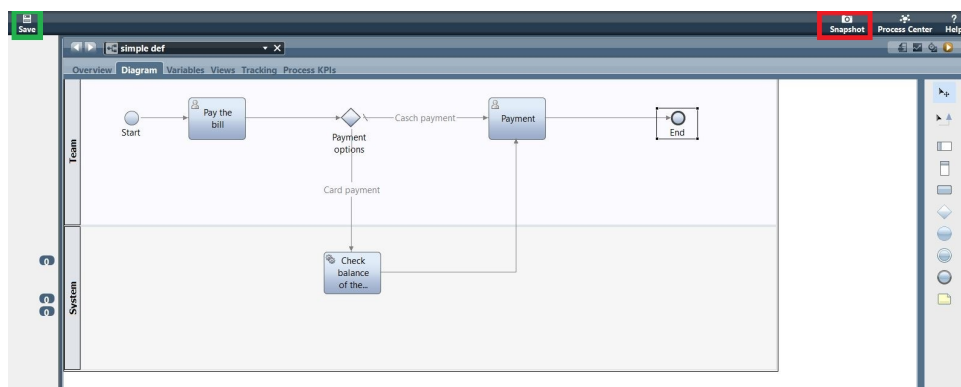 Save
Snapshot
Process Center
Help
simple def
Overview Diagram Variables Views Tracking Process KPIs
Team
Start
Pay the
bill
Payment
options
Casch payment
Payment
End
Card payment
System
Check
balance
of the...
0
0
0